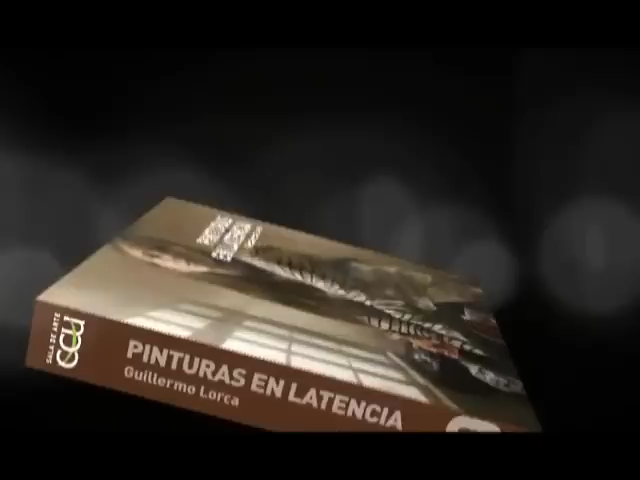 SALA DE ARTE
CCU
PINTURAS EN LATENCIA
Guillermo Lorca